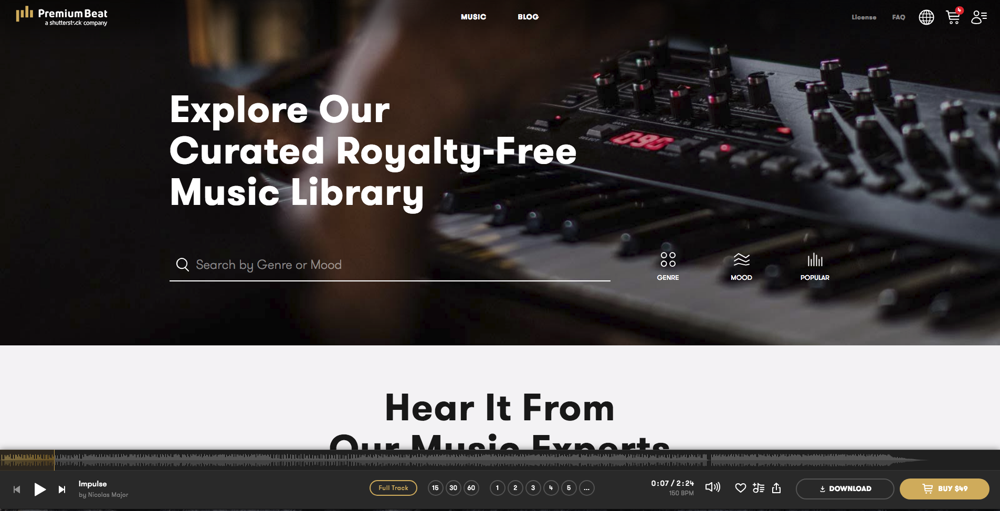 PremiumBeat
a shutterstock company
MUSIC
BLOG
License
FAQ
4
Explore Our
Curated Royalty-Free
Music Library
090
Search by Genre or Mood
GENRE
MOOD
POPULAR
Hear It From
Our Music Experts
Impulse
by Nicolas Major
Full Track
15
30
60
1
2
3
4
5
...
0:07 / 2:24
150 BPM
DOWNLOAD
BUY $49